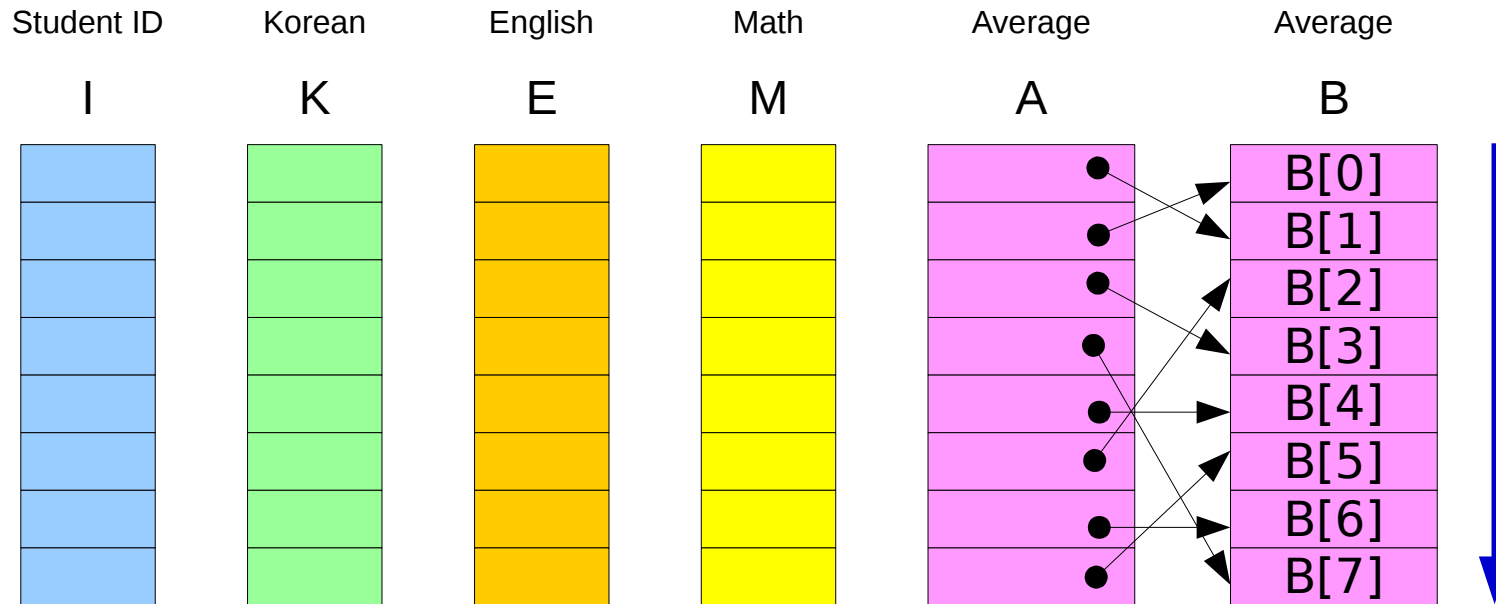 Student ID Korean English Math Average Average
I K E M A B
B[0]
B[1]
B[2]
B[3]
B[4]
B[5]
B[6]
B[7]